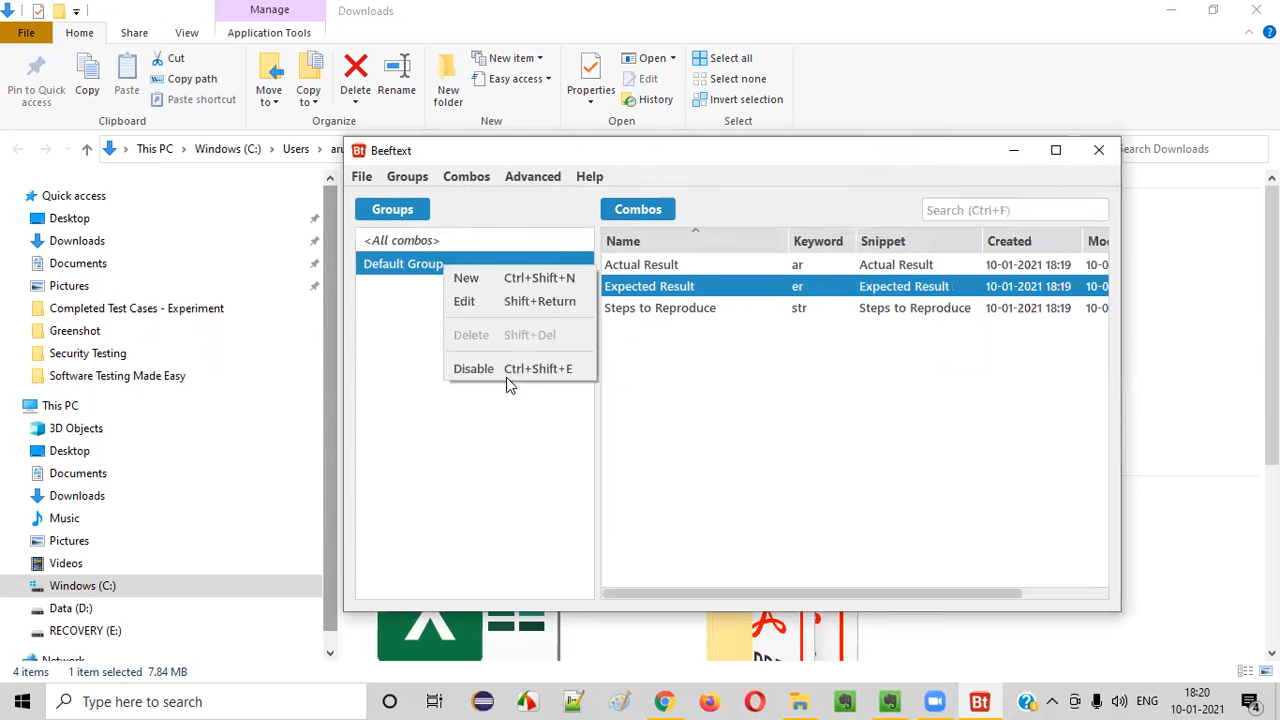 Manage
Downloads
File Home Share View Application Tools
Pin to Quick access
Copy
Paste
Cut
Copy path
Paste shortcut
Clipboard
Move to
Copy to
Delete
Rename
Organize
New folder
New item
Easy access
New
Properties
Open
Edit
History
Open
Select all
Select none
Invert selection
Select
This PC Windows (C:) Users
Search Downloads
Quick access
Desktop
Downloads
Documents
Pictures
Completed Test Cases - Experiment
Greenshot
Security Testing
Software Testing Made Easy
This PC
3D Objects
Desktop
Documents
Downloads
Music
Pictures
Videos
Windows (C:)
Data (D:)
RECOVERY (E:)
Network
4 items 1 item selected 7.84 MB
Bt Beeftext
File Groups Combos Advanced Help
Groups
<All combos>
Default Group
New Ctrl+Shift+N
Edit Shift+Return
Delete Shift+Del
Disable Ctrl+Shift+E
Combos
Search (Ctrl+F)
Name Keyword Snippet Created
Actual Result ar Actual Result 10-01-2021 18:19
Expected Result er Expected Result 10-01-2021 18:19
Steps to Reproduce str Steps to Reproduce 10-01-2021 18:19
Type here to search
Bt
ENG
18:20
10-01-2021
4